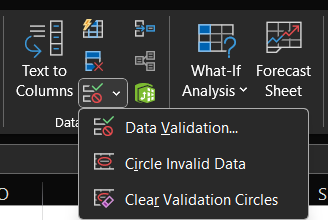 Text to
Columns
What-If
Analysis
Forecast
Sheet
Data Validation...
Circle Invalid Data
Clear Validation Circles